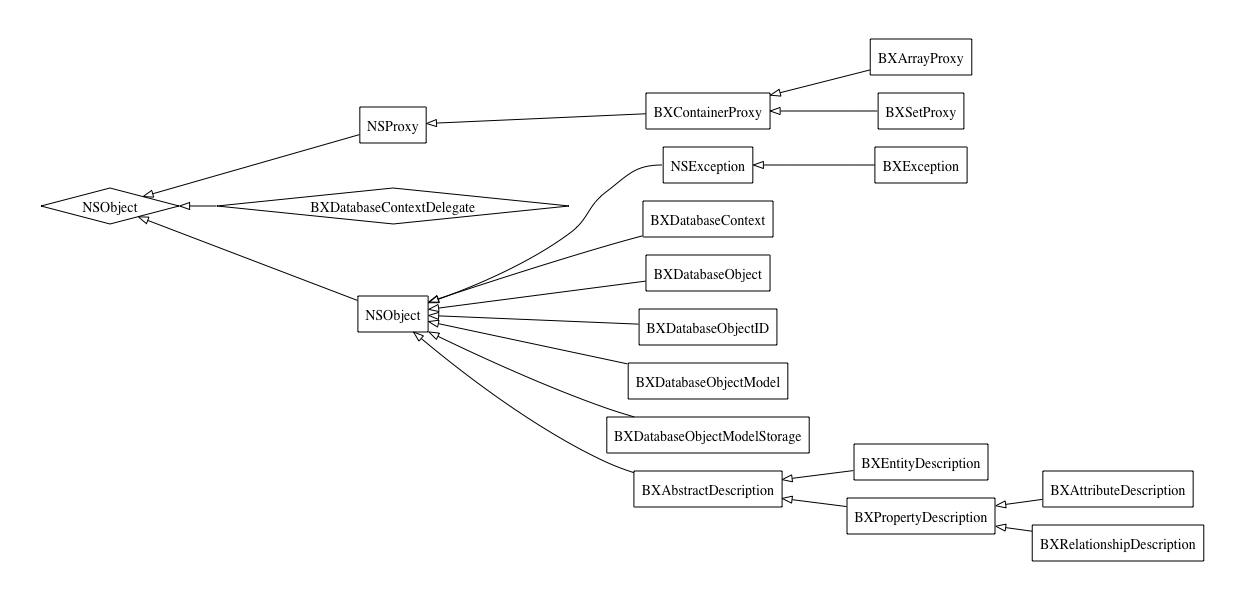 BXArrayProxy
NSProxy
BXContainerProxy
BXSetProxy
NSException
BXException
NSObject
BXDatabaseContextDelegate
BXDatabaseContext
BXDatabaseObject
NSObject
BXDatabaseObjectID
BXDatabaseObjectModel
BXDatabaseObjectModelStorage
BXEntityDescription
BXAbstractDescription
BXAttributeDescription
BXPropertyDescription
BXRelationshipDescription